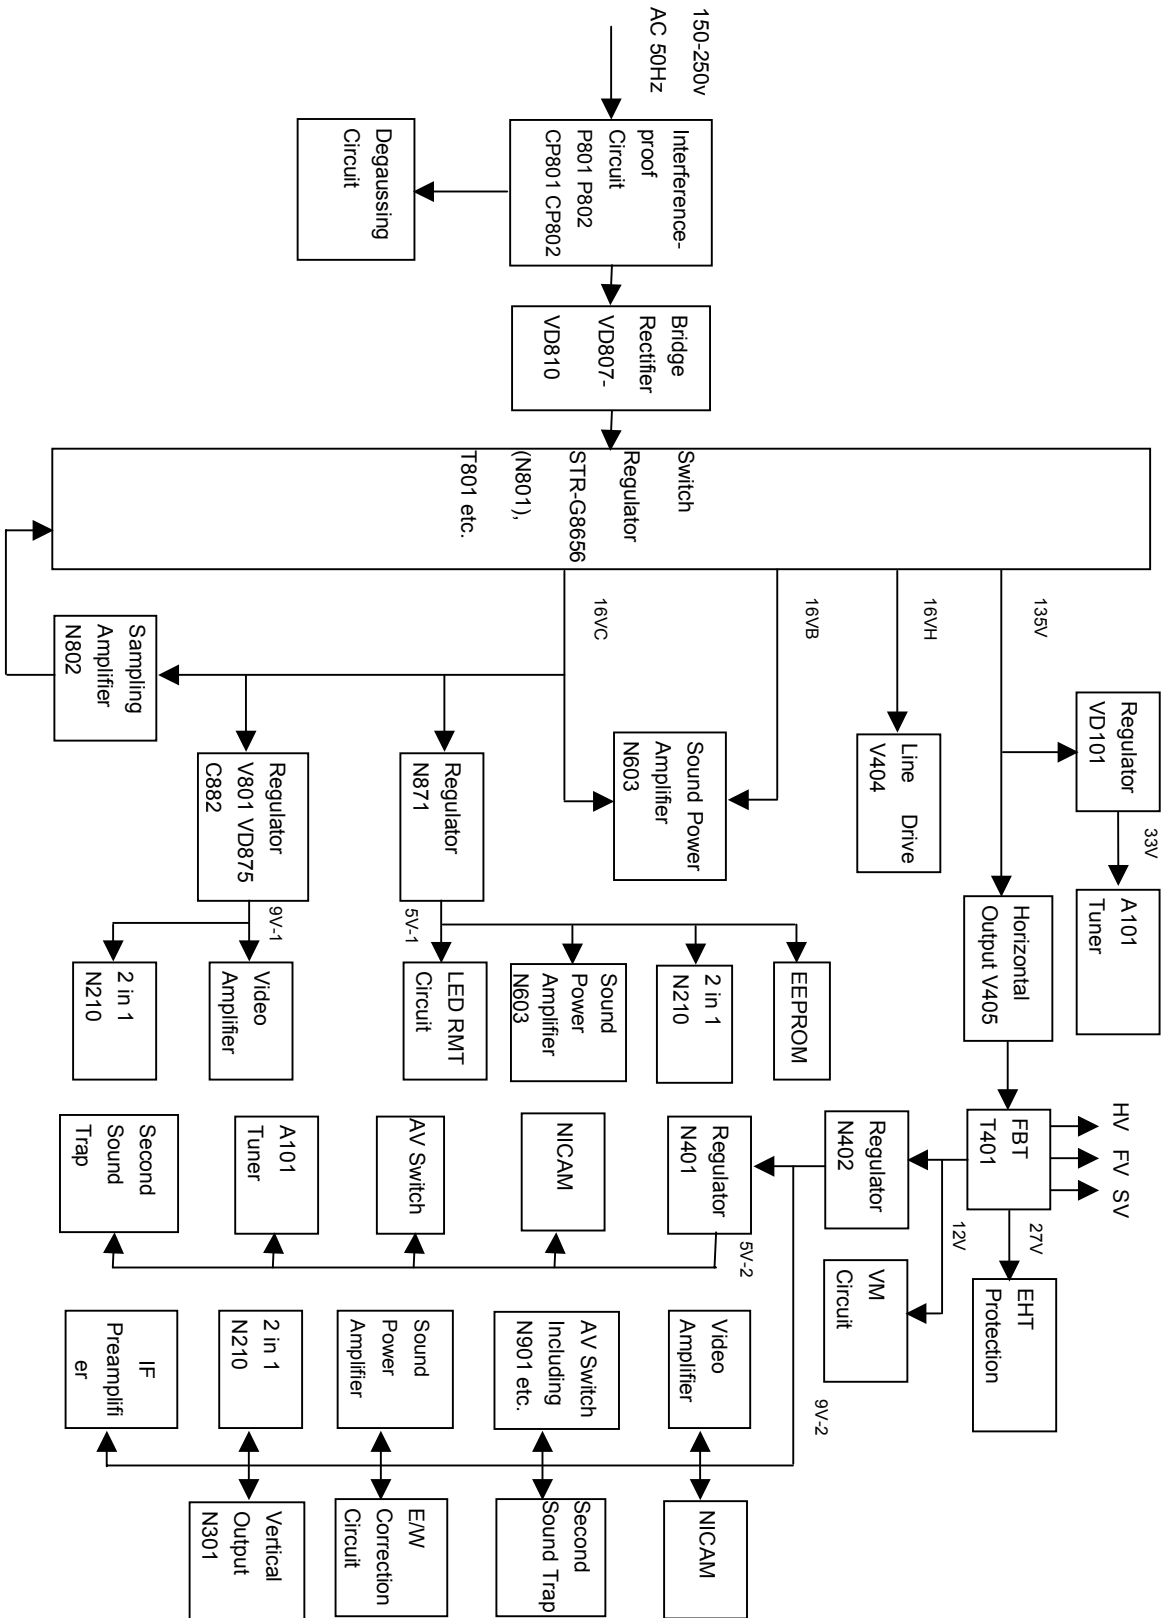 150-250v
AC 50Hz
Interference-
proof
Circuit
P801 P802
CP801 CP802
Degaussing
Circuit
Bridge
Rectifier
VD807-
VD810
Switch
Regulator
STR-G8656
(N801),
T801 etc.
135V
16VH
16VB
16VC
Sampling
Amplifier
N802
Regulator
VD101
33V
A101
Tuner
Horizontal
Output V405
Line Drive
V404
Sound Power
Amplifier
N603
Regulator
N871
5V-1
Regulator
V801 VD875
C882
9V-1
EEPROM
2 in 1
N210
Sound
Power
Amplifier
N603
LED RMT
Circuit
Video
Amplifier
2 in 1
N210
HV
FV
SV
FBT
T401
27V
EHT
Protection
12V
Regulator
N402
VM
Circuit
9V-2
Regulator
N401
5V-2
NICAM
AV Switch
A101
Tuner
Second
Sound
Trap
Video
Amplifier
AV Switch
Including
N901 etc.
Sound
Power
Amplifier
2 in 1
N210
IF
Preamplifi
er
NICAM
Second
Sound Trap
E/W
Correction
Circuit
Vertical
Output
N301